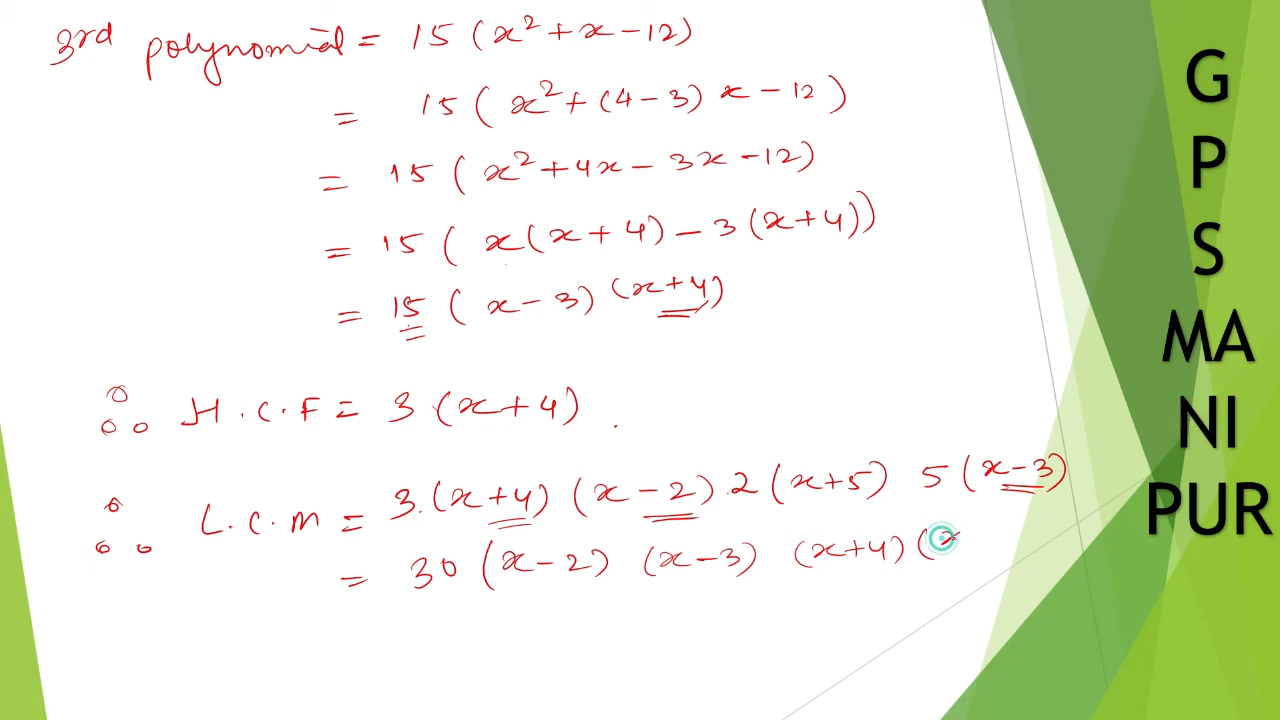 3rd polynomial = 15 (x² + x - 12)
= 15 (x² + (4 - 3) x - 12)
= 15 (x² + 4x - 3x - 12)
= 15 (x (x + 4) - 3 (x + 4))
= 15 (x - 3) (x + 4)
∴ H.C.F = 3 (x + 4).
∴ L.C.M = 3.(x + 4) (x - 2).2 (x + 5) 5 (x - 3)
= 30 (x - 2) (x - 3) (x + 4) (
G
P
S
MA
NI
PUR